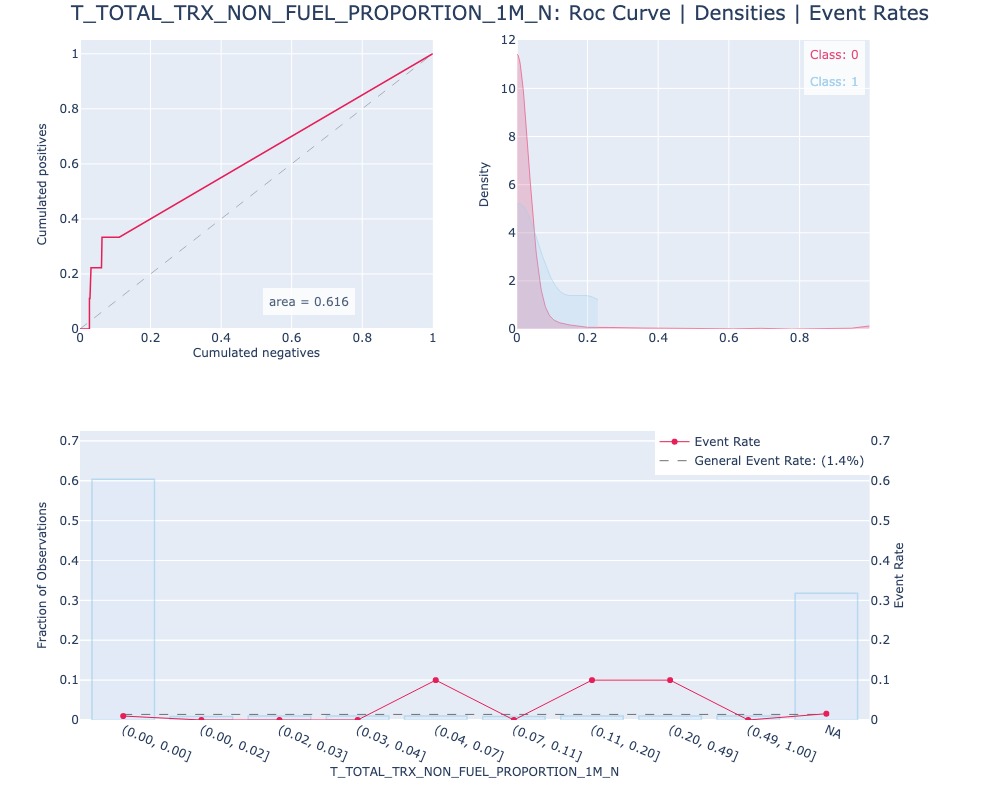 T_TOTAL_TRX_NON_FUEL_PROPORTION_1M_N: Roc Curve | Densities | Event Rates
1
0.8
0.6
0.4
0.2
0
Cumulated positives
area = 0.616
0 0.2 0.4 0.6 0.8 1
Cumulated negatives
12
10
8
6
4
2
0
Density
Class: 0
Class: 1
0 0.2 0.4 0.6 0.8
0.7
0.6
0.5
0.4
0.3
0.2
0.1
0
Fraction of Observations
Event Rate
General Event Rate: (1.4%)
0.7
0.6
0.5
0.4
0.3
0.2
0.1
0
Event Rate
(0.00, 0.00]
(0.00, 0.02]
(0.02, 0.03]
(0.03, 0.04]
(0.04, 0.07]
(0.07, 0.11]
(0.11, 0.20]
(0.20, 0.49]
(0.49, 1.00]
NA
T_TOTAL_TRX_NON_FUEL_PROPORTION_1M_N